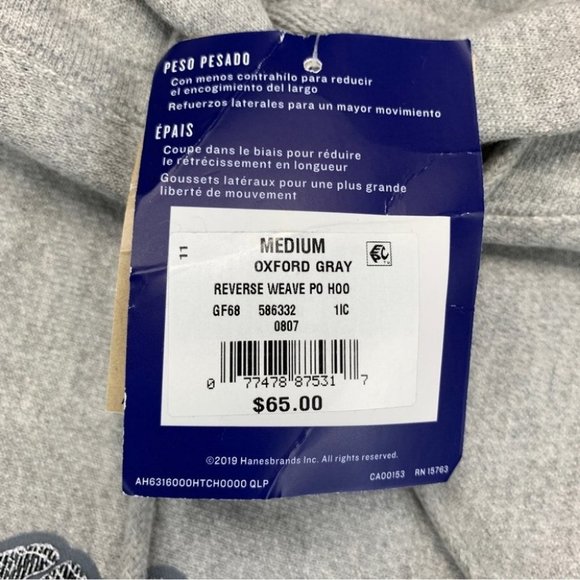 PESO PESADO
Con menos contrahílo para reducir
el encogimiento del largo
Refuerzos laterales para un mayor movimiento
ÉPAIS
Coupe dans le biais pour réduire
le rétrécissement en longueur
Goussets latéraux pour une plus grande
liberté de mouvement
11
MEDIUM
OXFORD GRAY
REVERSE WEAVE PO HOO
GF68 586332 1IC
0807
0 77478 87531 7
$65.00
©2019 Hanesbrands Inc. All rights reserved.
AH6316000HTCH0000 QLP CA00153 RN 15763